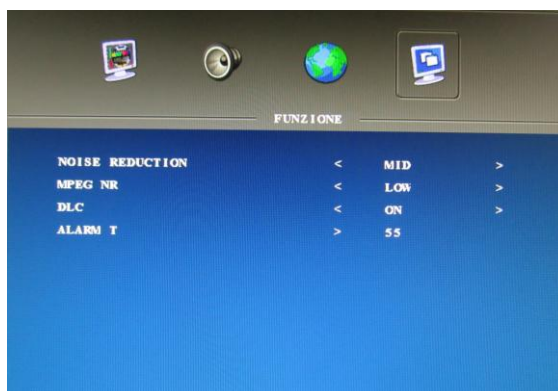 FUNZIONE
NOISE REDUCTION < MID >
MPEG NR < LOW >
DLC < ON >
ALARM T > 55